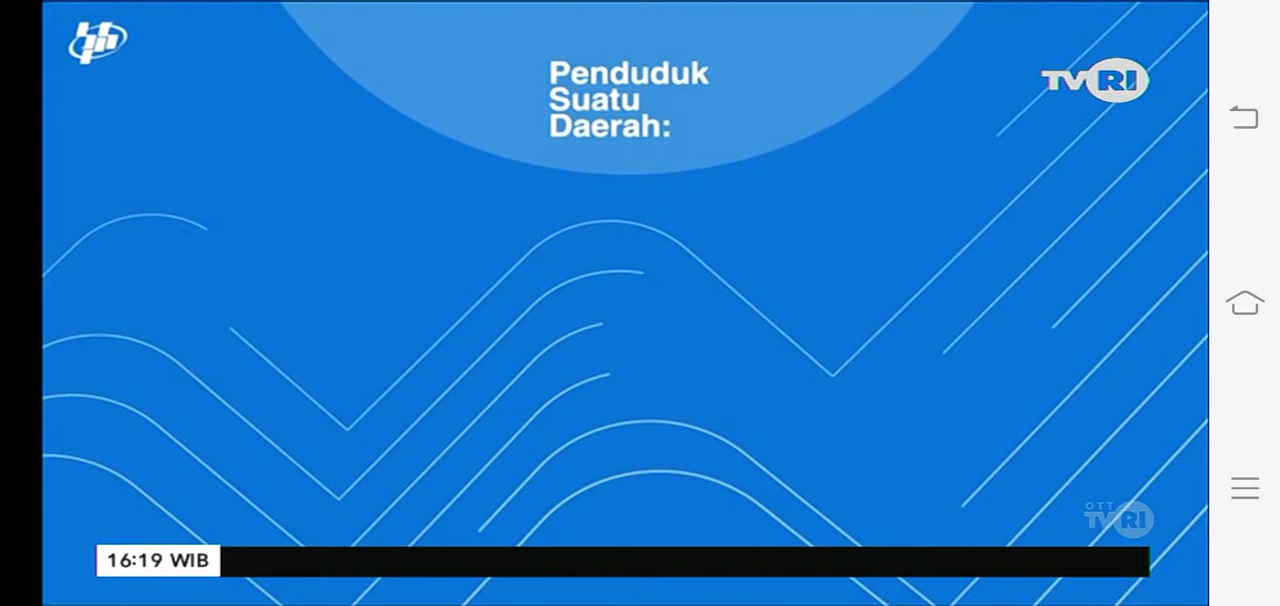 Penduduk
Suatu
Daerah:
TVRI
OTT
TVRI
16:19 WIB